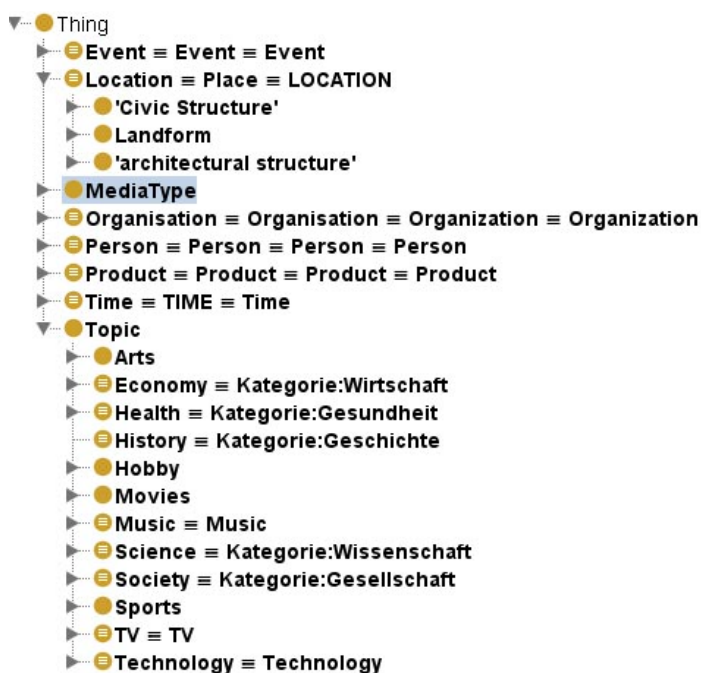 Thing
Event ≡ Event ≡ Event
Location ≡ Place ≡ LOCATION
'Civic Structure'
Landform
'architectural structure'
MediaType
Organisation ≡ Organisation ≡ Organization ≡ Organization
Person ≡ Person ≡ Person ≡ Person
Product ≡ Product ≡ Product ≡ Product
Time ≡ TIME ≡ Time
Topic
Arts
Economy ≡ Kategorie:Wirtschaft
Health ≡ Kategorie:Gesundheit
History ≡ Kategorie:Geschichte
Hobby
Movies
Music ≡ Music
Science ≡ Kategorie:Wissenschaft
Society ≡ Kategorie:Gesellschaft
Sports
TV ≡ TV
Technology ≡ Technology